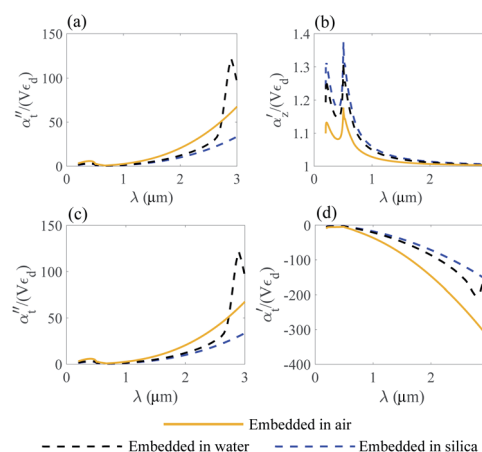 (a)
150
100
50
0
α″t/(Vϵd)
0 1 2 3
λ (μm)
(b)
1.4
1.3
1.2
1.1
1
α′z/(Vϵd)
0 1 2
λ (μm)
(c)
150
100
50
0
α″t/(Vϵd)
0 1 2 3
λ (μm)
(d)
0
-100
-200
-300
-400
α′t/(Vϵd)
0 2
λ (μm)
Embedded in air
Embedded in water
Embedded in silica